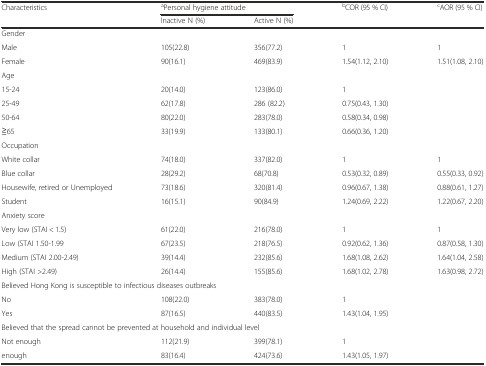 Characteristics aPersonal hygiene attitude bCOR (95 % CI) cAOR (95 % CI)
Inactive N (%) Active N (%)
Gender
Male 105(22.8) 356(77.2) 1 1
Female 90(16.1) 469(83.9) 1.54(1.12, 2.10) 1.51(1.08, 2.10)
Age
15-24 20(14.0) 123(86.0) 1
25-49 62(17.8) 286 (82.2) 0.75(0.43, 1.30)
50-64 80(22.0) 283(78.0) 0.58(0.34, 0.98)
≧65 33(19.9) 133(80.1) 0.66(0.36, 1.20)
Occupation
White collar 74(18.0) 337(82.0) 1 1
Blue collar 28(29.2) 68(70.8) 0.53(0.32, 0.89) 0.55(0.33, 0.92)
Housewife, retired or Unemployed 73(18.6) 320(81.4) 0.96(0.67, 1.38) 0.88(0.61, 1.27)
Student 16(15.1) 90(84.9) 1.24(0.69, 2.22) 1.22(0.67, 2.20)
Anxiety score
Very low (STAI < 1.5) 61(22.0) 216(78.0) 1 1
Low (STAI 1.50-1.99 67(23.5) 218(76.5) 0.92(0.62, 1.36) 0.87(0.58, 1.30)
Medium (STAI 2.00-2.49) 39(14.4) 232(85.6) 1.68(1.08, 2.62) 1.64(1.04, 2.58)
High (STAI >2.49) 26(14.4) 155(85.6) 1.68(1.02, 2.78) 1.63(0.98, 2.72)
Believed Hong Kong is susceptible to infectious diseases outbreaks
No 108(22.0) 383(78.0) 1
Yes 87(16.5) 440(83.5) 1.43(1.04, 1.95)
Believed that the spread cannot be prevented at household and individual level
Not enough 112(21.9) 399(78.1) 1
enough 83(16.4) 424(73.6) 1.43(1.05, 1.97)